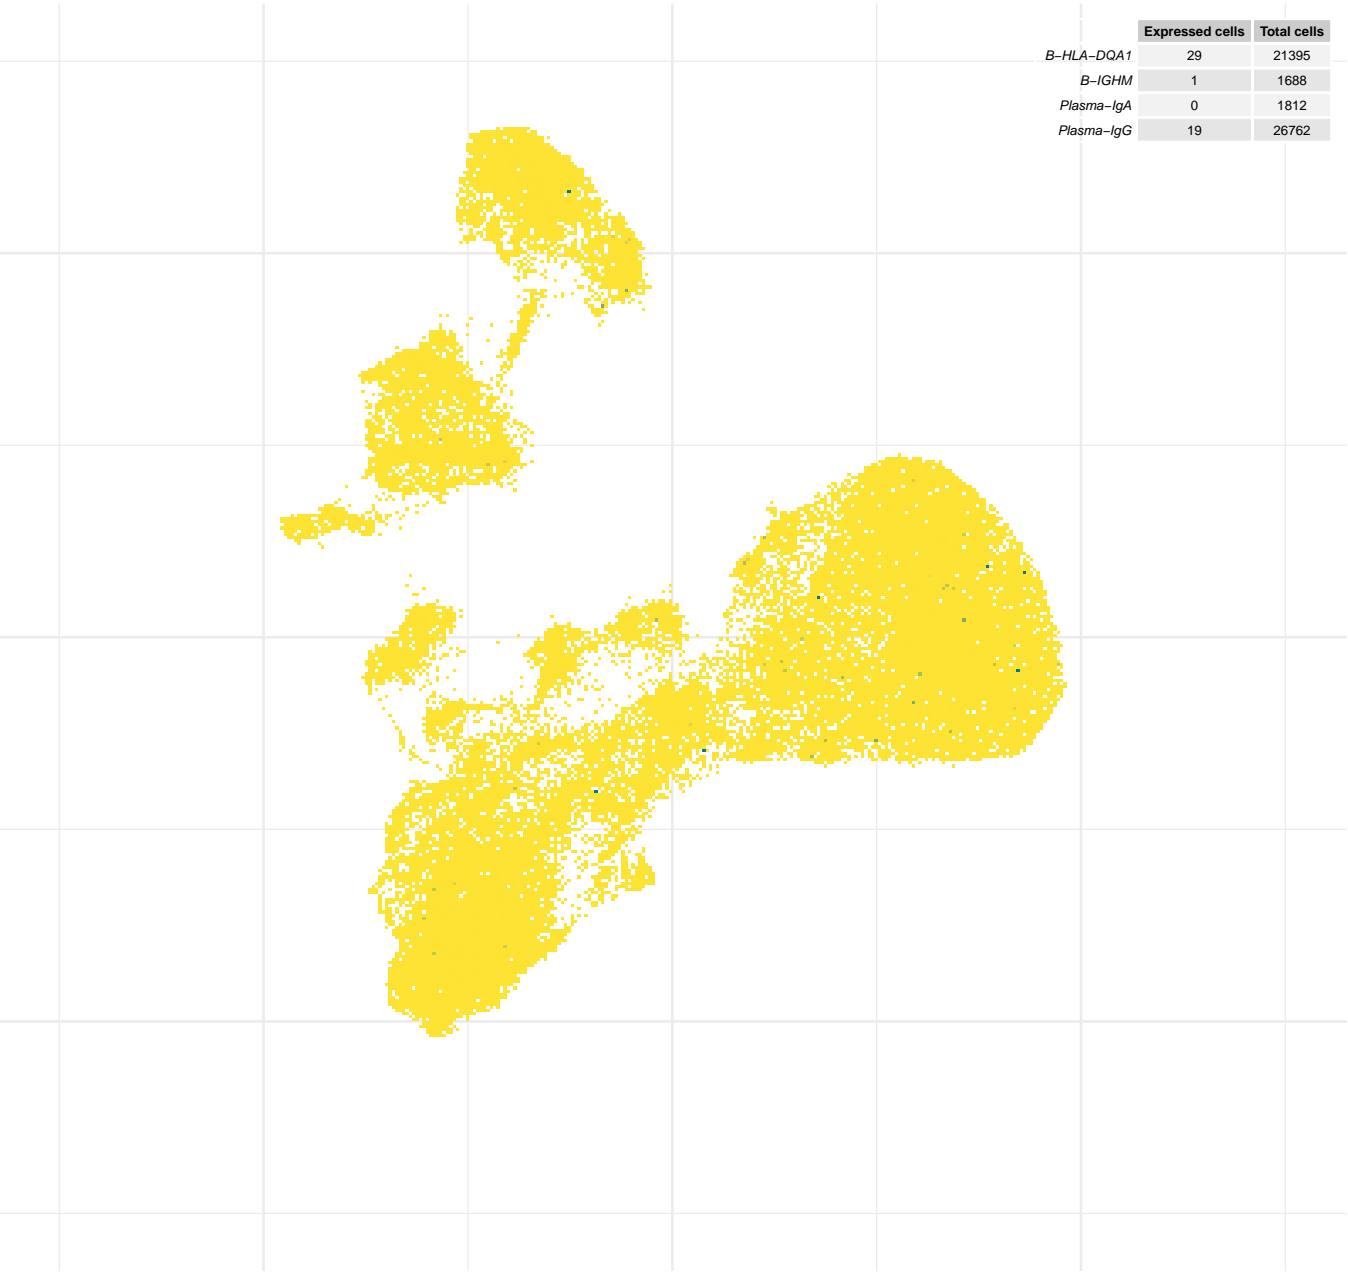 Expressed cells Total cells
B−HLA−DQA1 29 21395
B−IGHM 1 1688
Plasma−IgA 0 1812
Plasma−IgG 19 26762